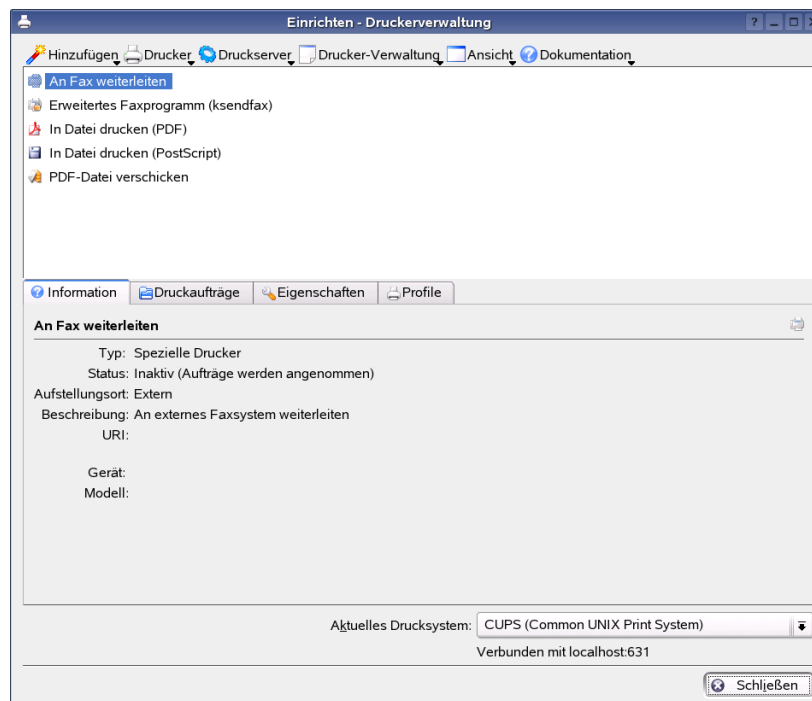 Einrichten - Druckerverwaltung
Hinzufügen Drucker Druckserver Drucker-Verwaltung Ansicht Dokumentation
An Fax weiterleiten
Erweitertes Faxprogramm (ksendfax)
In Datei drucken (PDF)
In Datei drucken (PostScript)
PDF-Datei verschicken
Information Druckaufträge Eigenschaften Profile
An Fax weiterleiten
Typ: Spezielle Drucker
Status: Inaktiv (Aufträge werden angenommen)
Aufstellungsort: Extern
Beschreibung: An externes Faxsystem weiterleiten
URI:
Gerät:
Modell:
Aktuelles Drucksystem: CUPS (Common UNIX Print System)
Verbunden mit localhost:631
Schließen